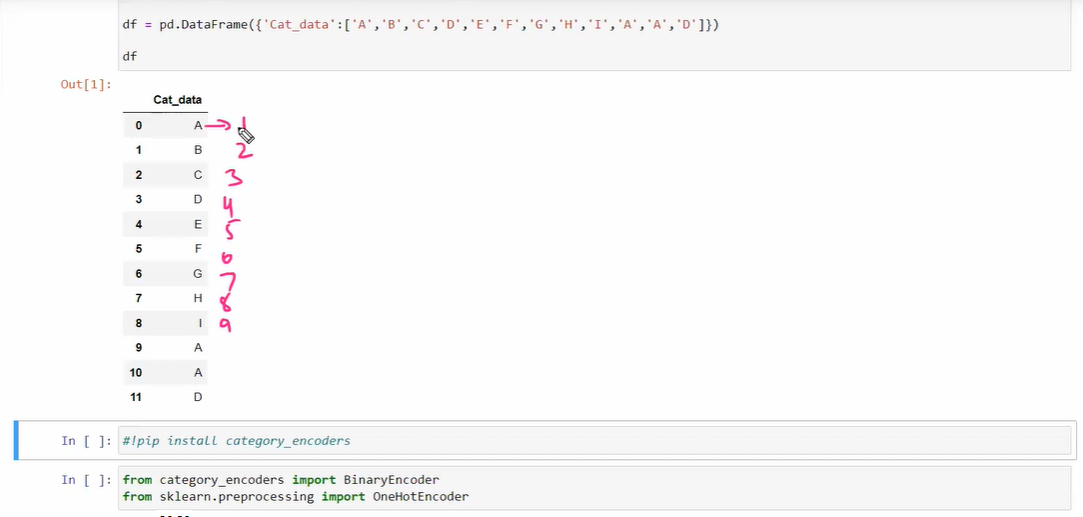 df = pd.DataFrame({'Cat_data':['A','B','C','D','E','F','G','H','I','A','A','D']})
df
Out[1]:
Cat_data
0 A 1
1 B 2
2 C 3
3 D 4
4 E 5
5 F 6
6 G 7
7 H 8
8 I 9
9 A
10 A
11 D
In [ ]: #!pip install category_encoders
In [ ]: from category_encoders import BinaryEncoder
from sklearn.preprocessing import OneHotEncoder